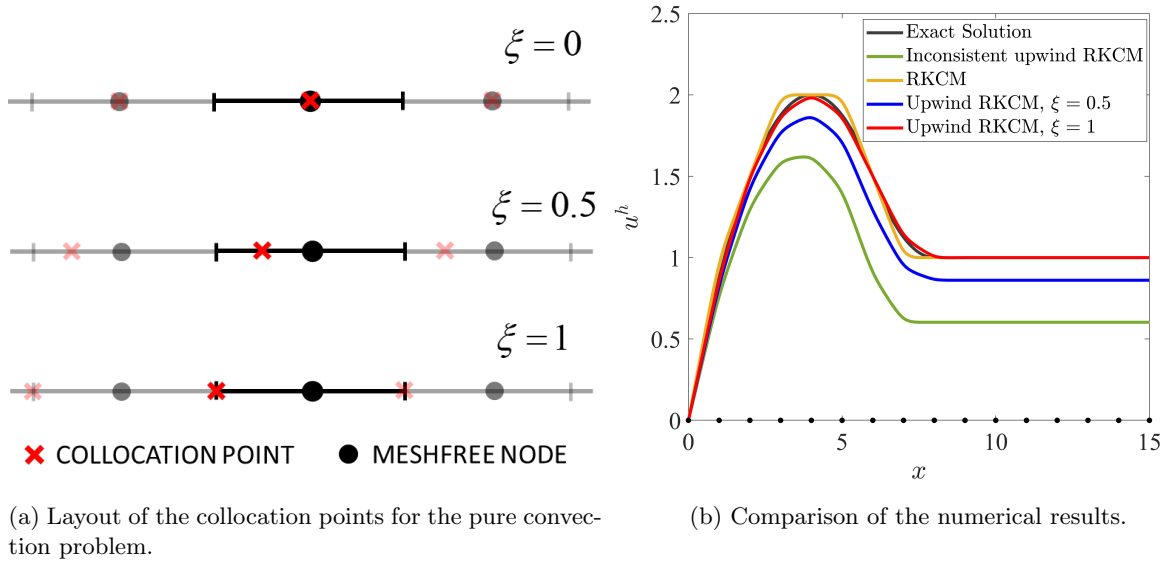 ξ = 0
ξ = 0.5
ξ = 1
COLLOCATION POINT
MESHFREE NODE
(a) Layout of the collocation points for the pure convec-
tion problem.
2.5
2
1.5
1
0.5
0
u^h
Exact Solution
Inconsistent upwind RKCM
RKCM
Upwind RKCM, ξ = 0.5
Upwind RKCM, ξ = 1
0 5 10 15
x
(b) Comparison of the numerical results.